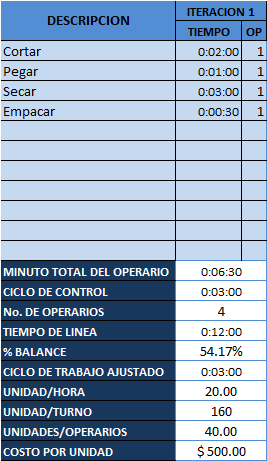 DESCRIPCION ITERACION 1
TIEMPO OP
Cortar 0:02:00 1
Pegar 0:01:00 1
Secar 0:03:00 1
Empacar 0:00:30 1
MINUTO TOTAL DEL OPERARIO 0:06:30
CICLO DE CONTROL 0:03:00
No. DE OPERARIOS 4
TIEMPO DE LINEA 0:12:00
% BALANCE 54.17%
CICLO DE TRABAJO AJUSTADO 0:03:00
UNIDAD/HORA 20.00
UNIDAD/TURNO 160
UNIDADES/OPERARIOS 40.00
COSTO POR UNIDAD $ 500.00